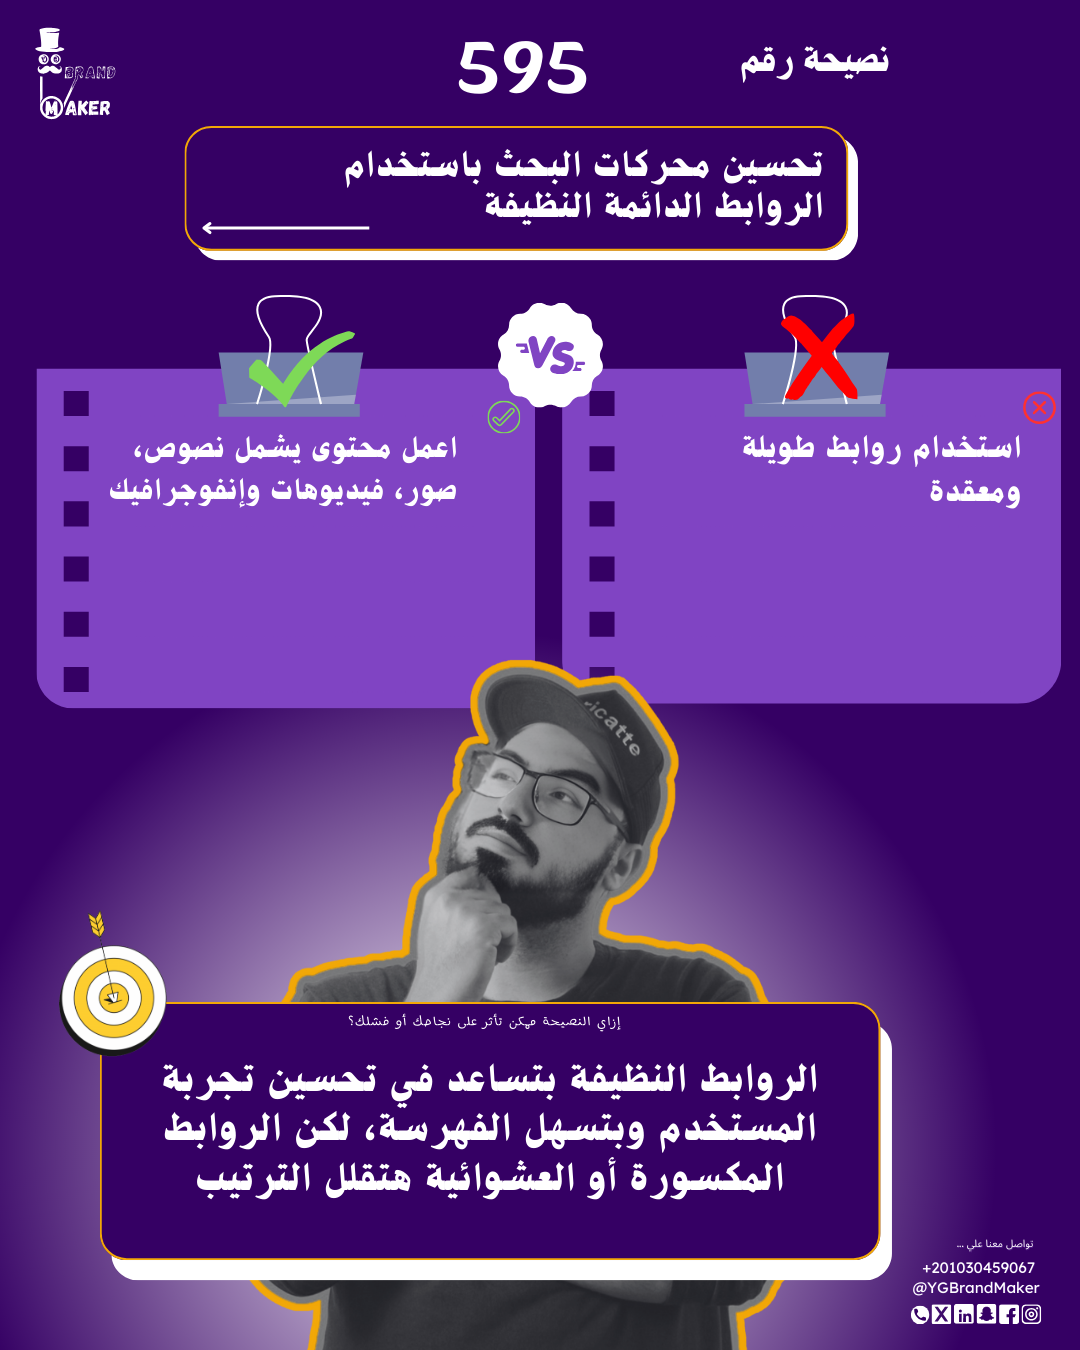 BRAND
MAKER
نصيحة رقم
595
تحسين محركات البحث باستخدام
الروابط الدائمة النظيفة
VS
استخدام روابط طويلة
ومعقدة
اعمل محتوى يشمل نصوص،
صور، فيديوهات وإنفوجرافيك
icatte
إزاي النصيحة ممكن تأثر على نجاحك أو فشلك؟
الروابط النظيفة بتساعد في تحسين تجربة
المستخدم وبتسهل الفهرسة، لكن الروابط
المكسورة أو العشوائية هتقلل الترتيب
تواصل معنا علي ...
+201030459067
@YGBrandMaker